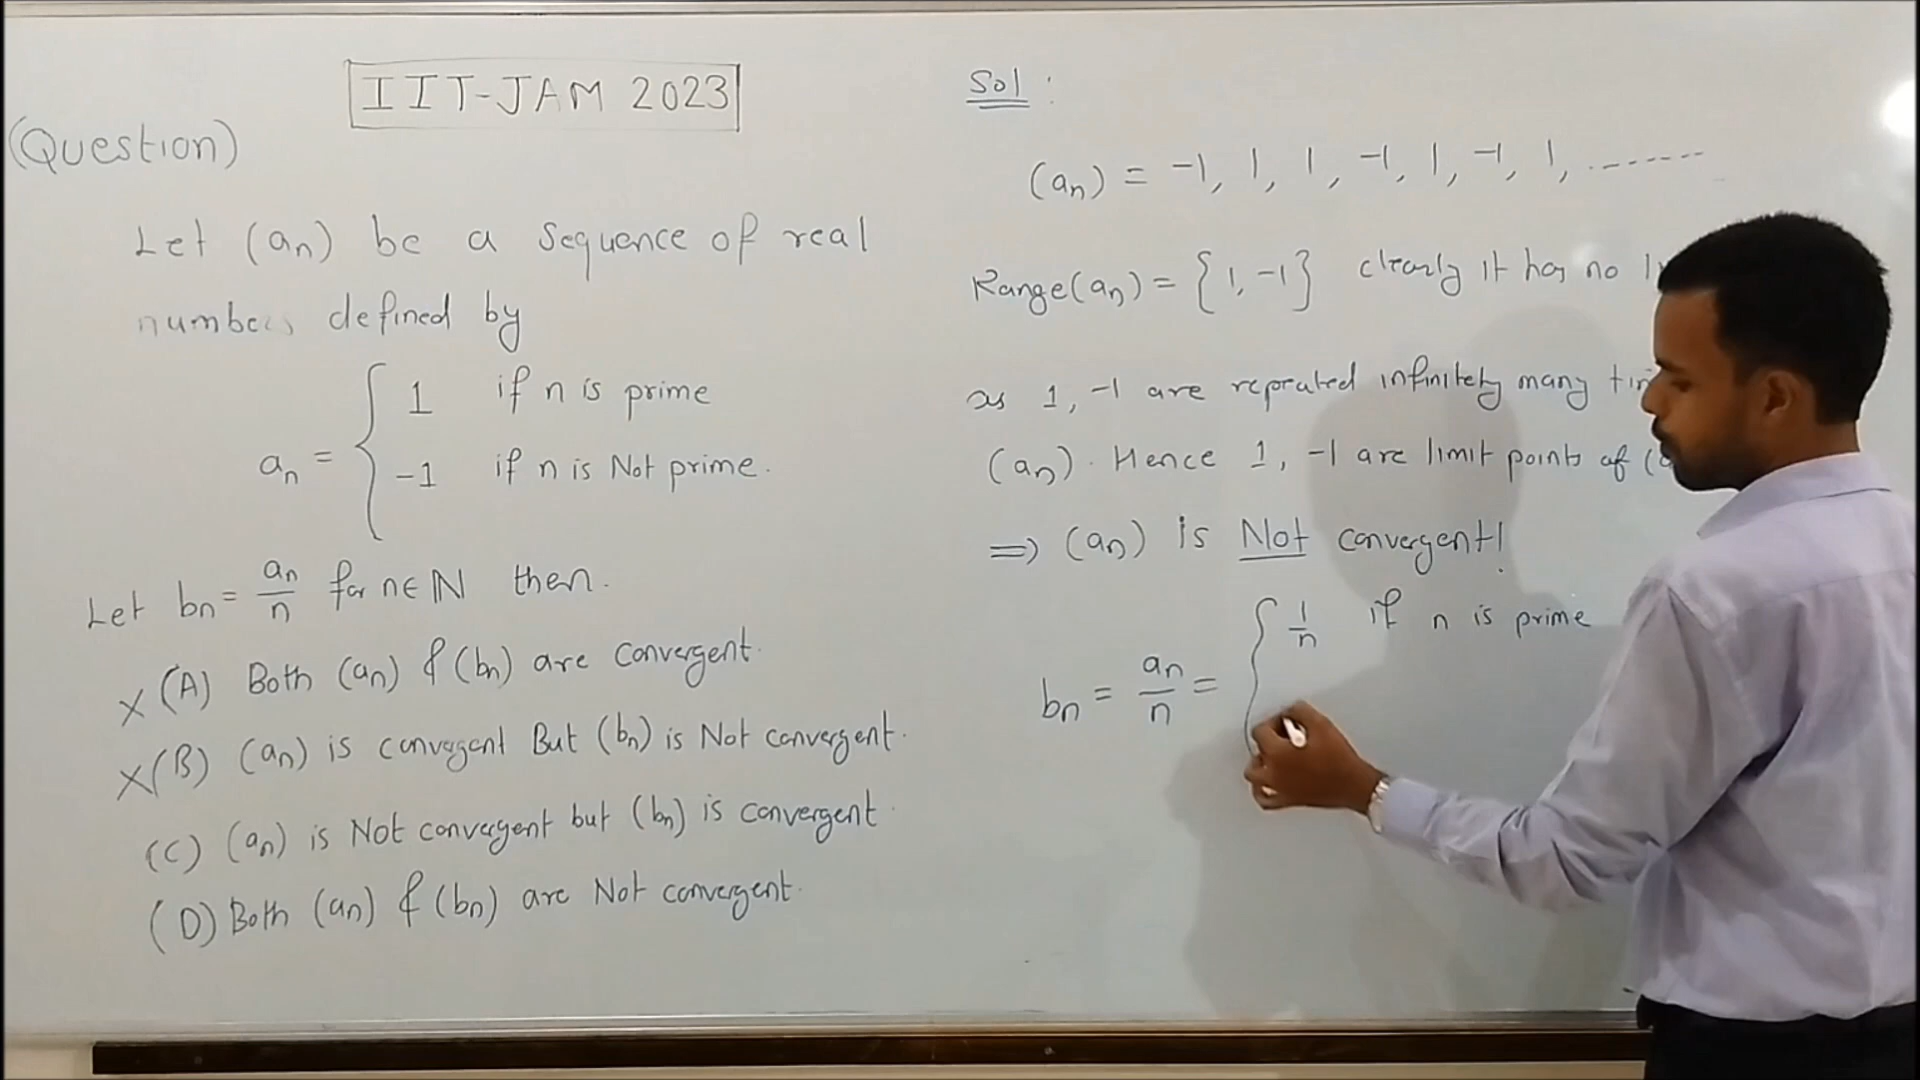 IIT-JAM 2023
(Question)
Let (aₙ) be a sequence of real
numbers defined by
aₙ = { 1 if n is prime
-1 if n is Not prime.
Let bₙ = aₙ/n for n∈ℕ then.
X (A) Both (aₙ) & (bₙ) are convergent.
X (B) (aₙ) is convergent But (bₙ) is Not convergent.
(C) (aₙ) is Not convergent but (bₙ) is convergent.
(D) Both (aₙ) & (bₙ) are Not convergent.
Sol :
(aₙ) = -1, 1, 1, -1, 1, -1, 1, .......
Range(aₙ) = {1, -1} clearly it has no
as 1, -1 are repeated infinitely many
(aₙ). Hence 1, -1 are limit points of
⇒ (aₙ) is Not convergent!
bₙ = aₙ/n = { 1/n if n is prime